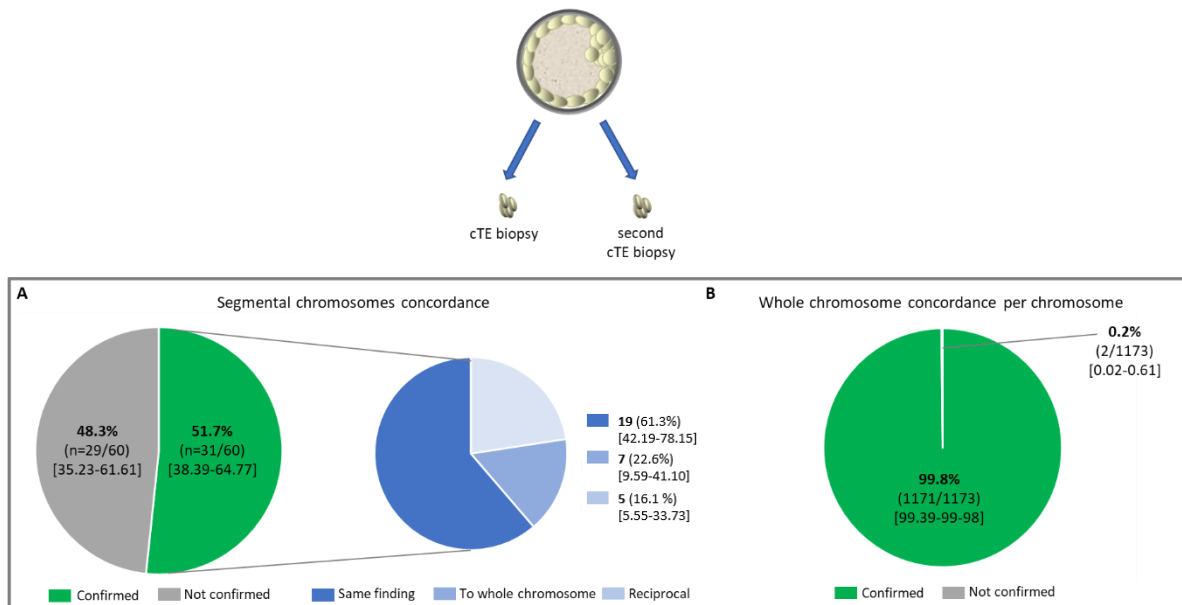 cTE biopsy
second
cTE biopsy
A
Segmental chromosomes concordance
48.3%
(n=29/60)
[35.23-61.61]
51.7%
(n=31/60)
[38.39-64.77]
19 (61.3%)
[42.19-78.15]
7 (22.6%)
[9.59-41.10]
5 (16.1 %)
[5.55-33.73]
Confirmed
Not confirmed
Same finding
To whole chromosome
Reciprocal
B
Whole chromosome concordance per chromosome
0.2%
(2/1173)
[0.02-0.61]
99.8%
(1171/1173)
[99.39-99-98]
Confirmed
Not confirmed